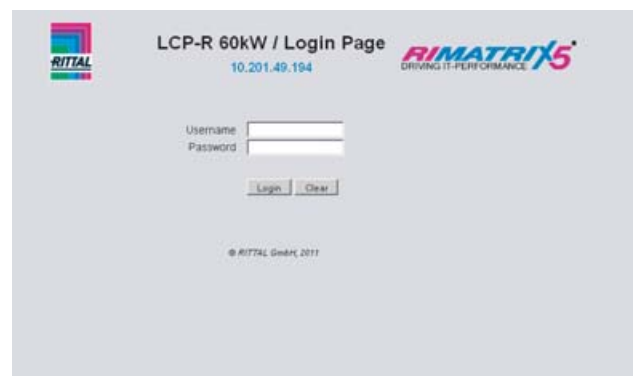 RITTAL
LCP-R 60kW / Login Page
10.201.49.194
RIMATRIX5
DRIVING IT-PERFORMANCE
Username
Password
Login Clear
© RITTAL GmbH, 2011